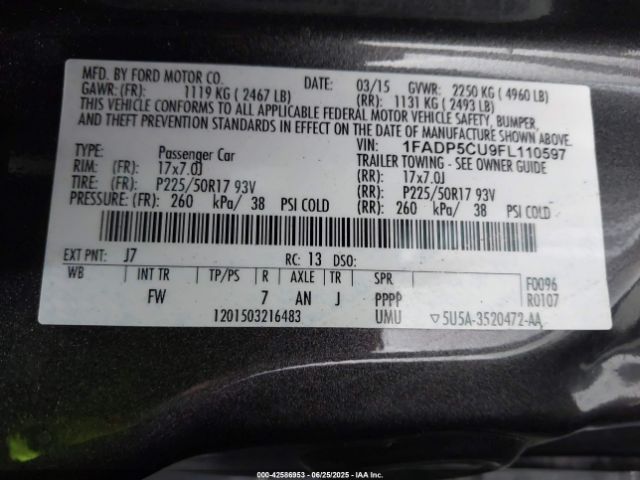 MFD. BY FORD MOTOR CO. DATE: 03/15 GVWR: 2250 KG ( 4960 LB)
GAWR: (FR): 1119 KG ( 2467 LB) (RR): 1131 KG ( 2493 LB)
THIS VEHICLE CONFORMS TO ALL APPLICABLE FEDERAL MOTOR VEHICLE SAFETY, BUMPER,
AND THEFT PREVENTION STANDARDS IN EFFECT ON THE DATE OF MANUFACTURE SHOWN ABOVE.
VIN: 1FADP5CU9FL110597
TYPE: Passenger Car TRAILER TOWING - SEE OWNER GUIDE
RIM: (FR): 17x7.0J (RR): 17x7.0J
TIRE: (FR): P225/50R17 93V (RR): P225/50R17 93V
PRESSURE: (FR): 260 kPa/ 38 PSI COLD (RR): 260 kPa/ 38 PSI COLD
EXT PNT: J7 RC: 13 DSO:
WB INT TR TP/PS R AXLE TR SPR F0096
FW 7 AN J PPPP R0107
1201503216483 UMU ▽5U5A-3520472-AA
© 2000 -42586953 - 06/25/2025 - IAA Inc.